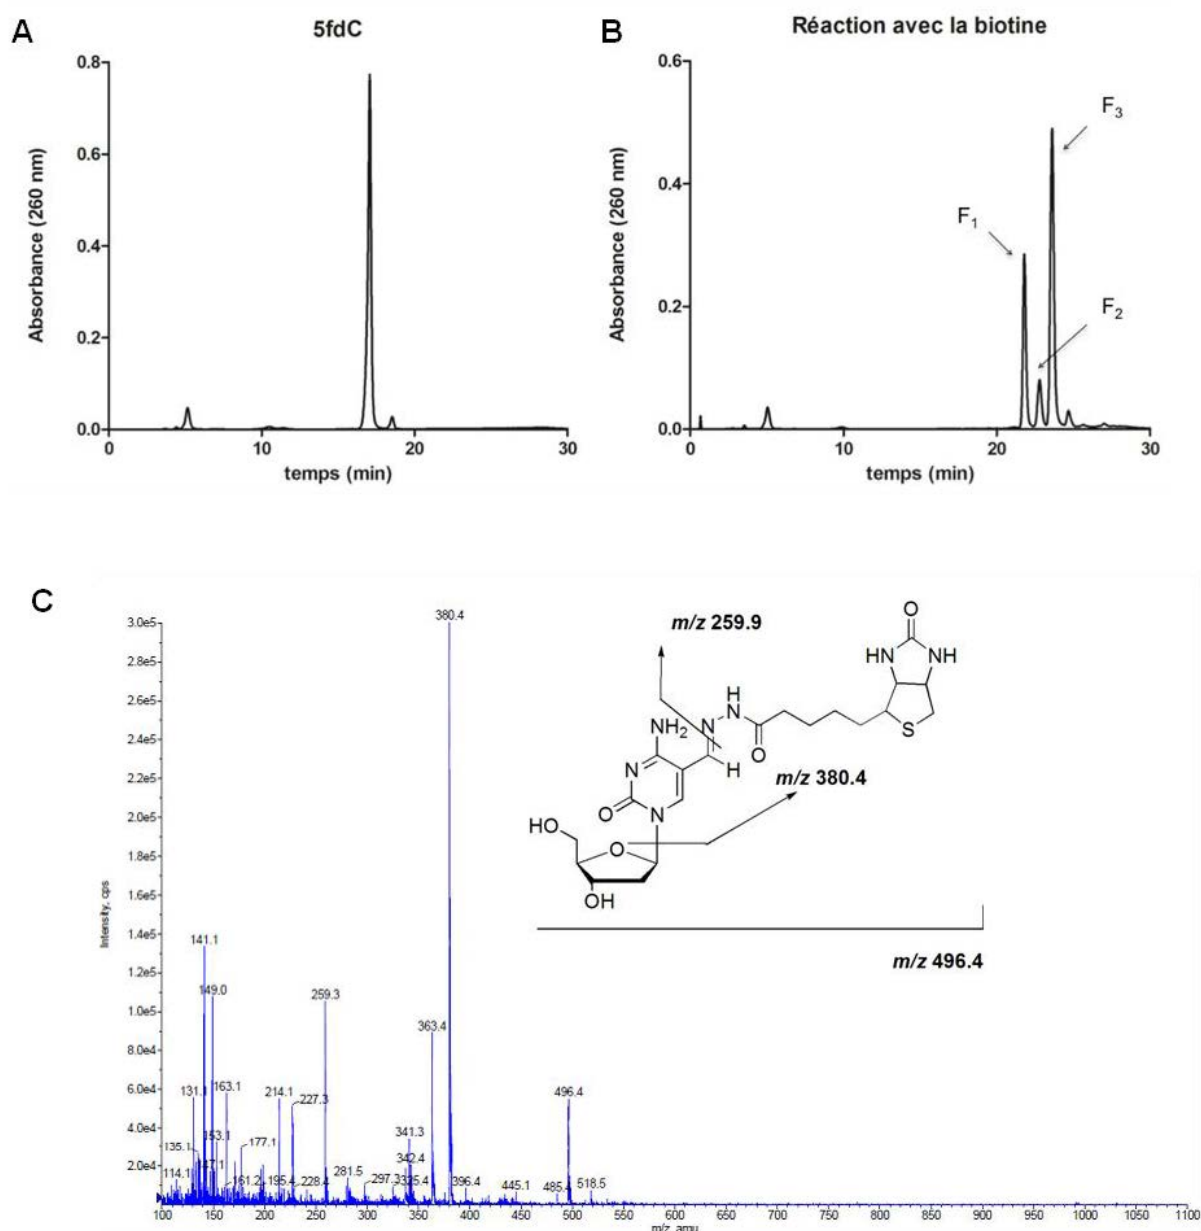 A
5fdC
0.8
0.6
0.4
0.2
0.0
Absorbance (260 nm)
0 10 20 30
temps (min)
B
Réaction avec la biotine
0.6
0.4
0.2
0.0
Absorbance (260 nm)
F1
F2
F3
0 10 20 30
temps (min)
C
3.0e5
2.8e5
2.6e5
2.4e5
2.2e5
2.0e5
1.8e5
1.6e5
1.4e5
1.2e5
1.0e5
8.0e4
6.0e4
4.0e4
2.0e4
Intensity, cps
380.4
141.1
149.0
259.3
363.4
131.1
163.1
214.1
227.3
496.4
153.1
135.1
177.1
341.3
342.4
114.1
147.1
161.2
195.4
228.4
281.5
396.4
445.1
485.4
518.5
m/z 259.9
O
HN NH
H
NH2 N N
N H O S
O N
m/z 380.4
HO
O
OH
m/z 496.4
100 150 200 250 300 350 400 450 500 550 600 650 700 750 800 850 900 950 1000 1050 1100
m/z, amu